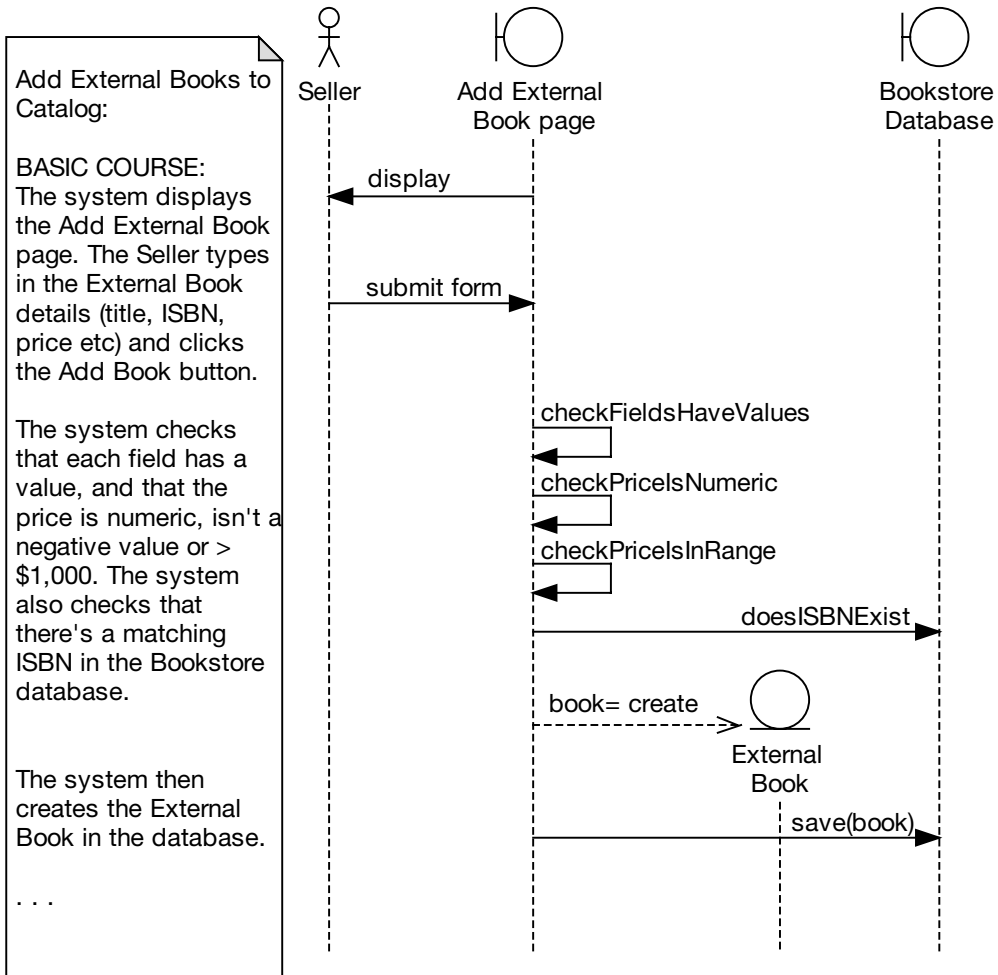 Add External Books to
Catalog:
BASIC COURSE:
The system displays
the Add External Book
page. The Seller types
in the External Book
details (title, ISBN,
price etc) and clicks
the Add Book button.
The system checks
that each field has a
value, and that the
price is numeric, isn't a
negative value or >
$1,000. The system
also checks that
there's a matching
ISBN in the Bookstore
database.
The system then
creates the External
Book in the database.
. . .
Seller
Add External
Book page
Bookstore
Database
display
submit form
checkFieldsHaveValues
checkPriceIsNumeric
checkPriceIsInRange
doesISBNExist
book= create
External
Book
save(book)